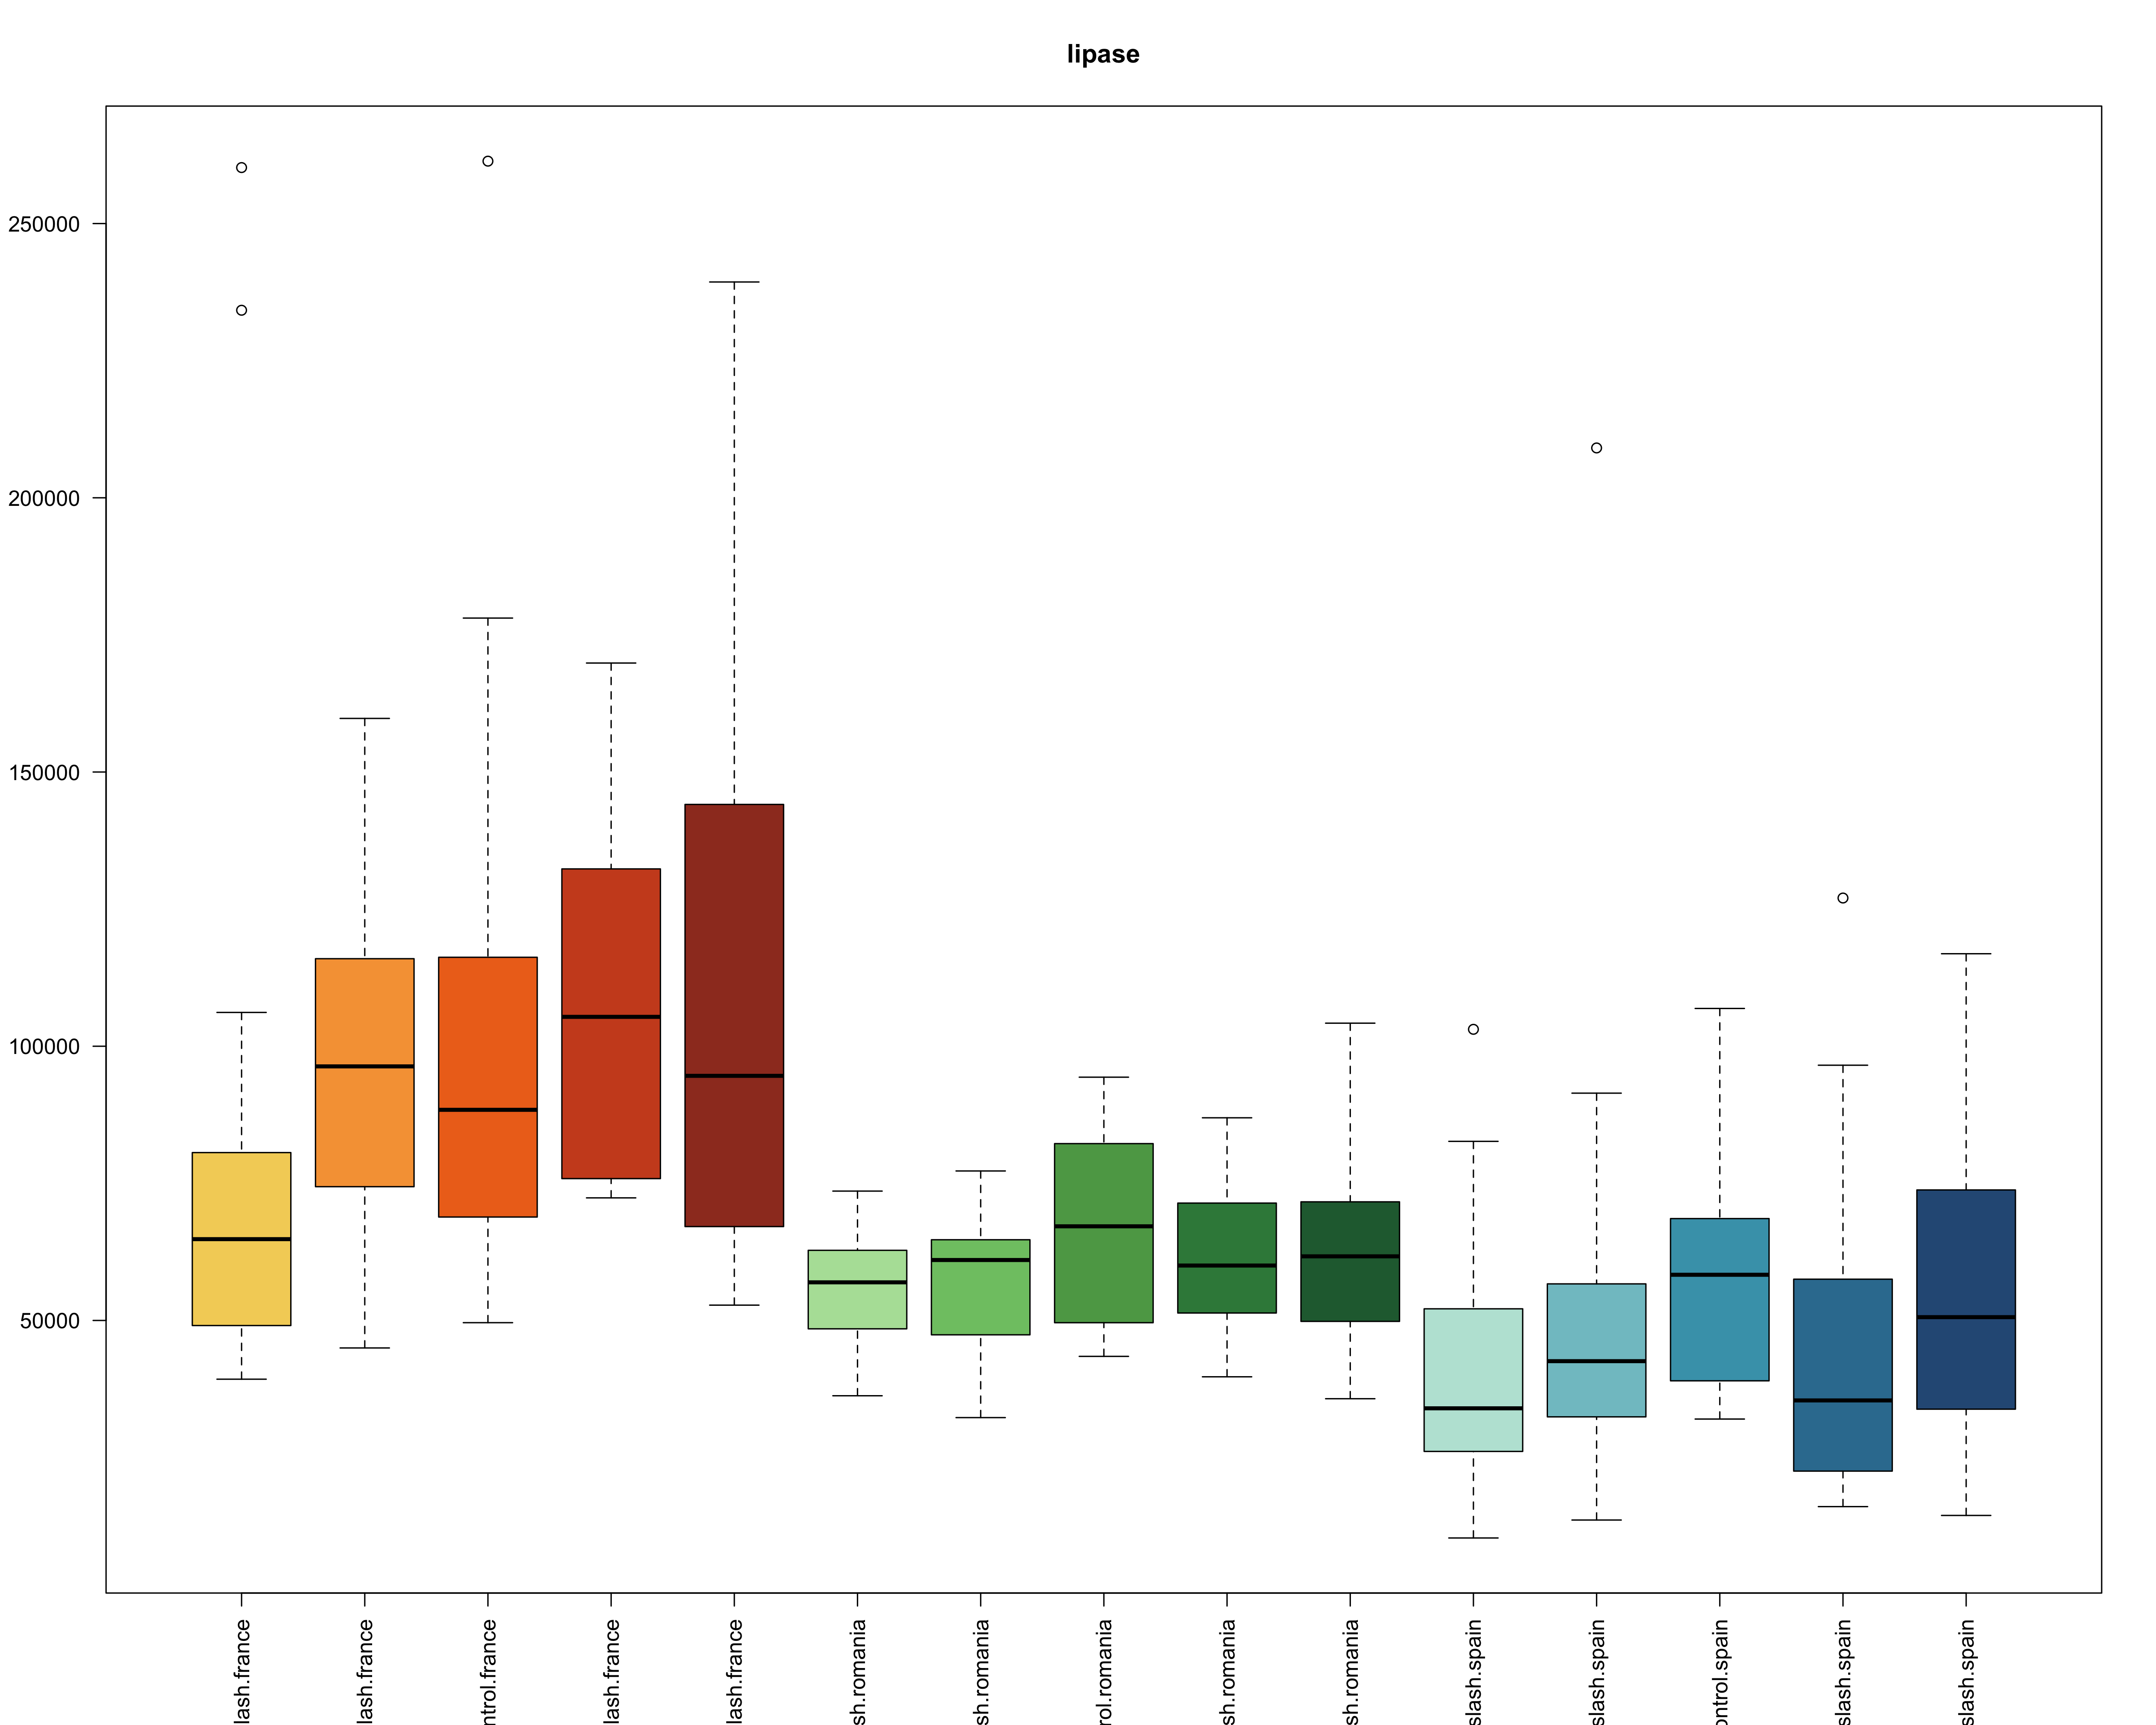 lipase
250000
200000
150000
100000
50000
lash.france
lash.france
ntrol.france
lash.france
lash.france
sh.romania
sh.romania
rol.romania
sh.romania
sh.romania
slash.spain
slash.spain
ontrol.spain
slash.spain
slash.spain